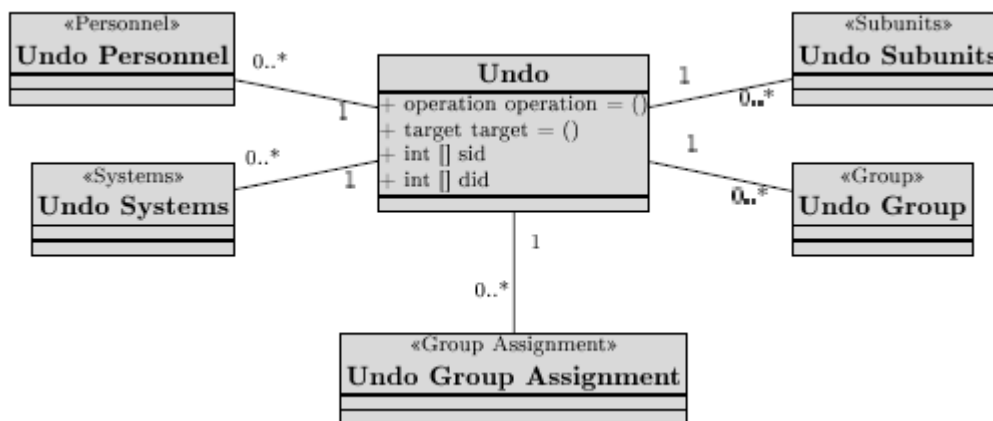 «Personnel»
Undo Personnel
0..*
1
«Subunits»
Undo Subunits
1
0..*
Undo
+ operation operation = ()
+ target target = ()
+ int [] sid
+ int [] did
0..*
1
«Systems»
Undo Systems
1
0..*
«Group»
Undo Group
1
0..*
«Group Assignment»
Undo Group Assignment